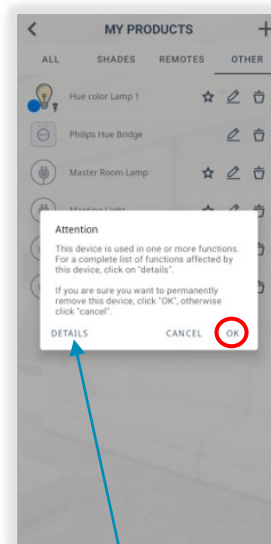 MY PRODUCTS
ALL SHADES REMOTES OTHER
Hue color Lamp 1
Philips Hue Bridge
Master Room Lamp
Meeting Light
Attention
This device is used in one or more functions.
For a complete list of functions affected by
this device, click on "details".
If you are sure you want to permanently
remove this device, click "OK", otherwise
click "cancel".
DETAILS CANCEL OK